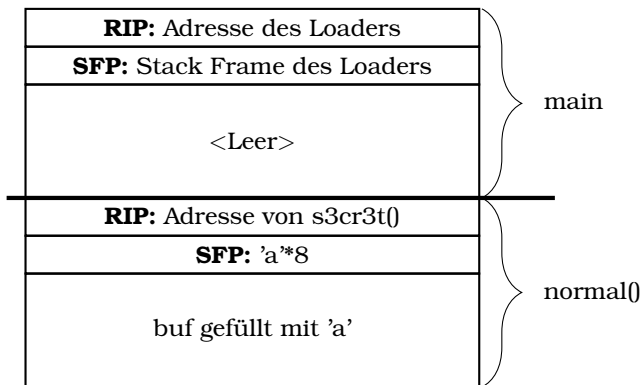 RIP: Adresse des Loaders
SFP: Stack Frame des Loaders
<Leer>
main
RIP: Adresse von s3cr3t()
SFP: ’a’*8
buf gefüllt mit ’a’
normal()